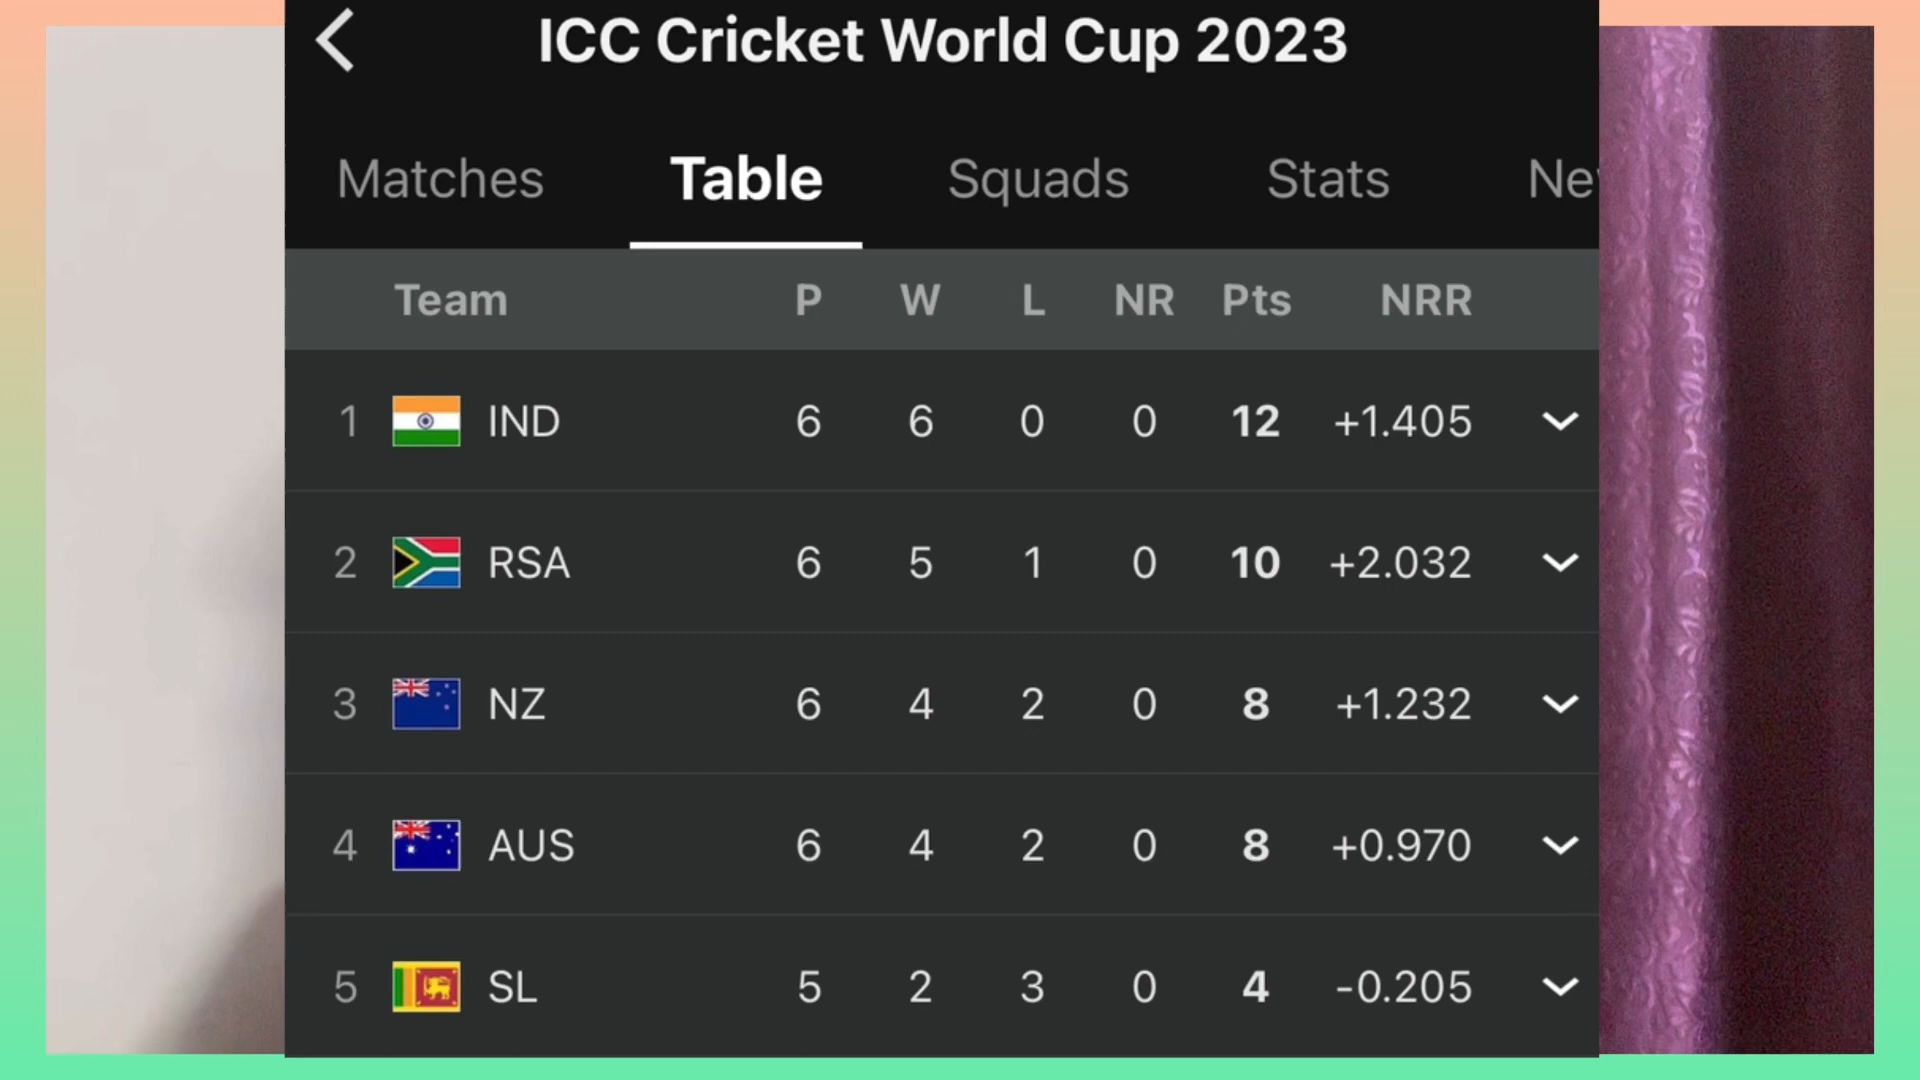 ICC Cricket World Cup 2023
Matches Table Squads Stats
Team P W L NR Pts NRR
1 IND 6 6 0 0 12 +1.405
2 RSA 6 5 1 0 10 +2.032
3 NZ 6 4 2 0 8 +1.232
4 AUS 6 4 2 0 8 +0.970
5 SL 5 2 3 0 4 -0.205